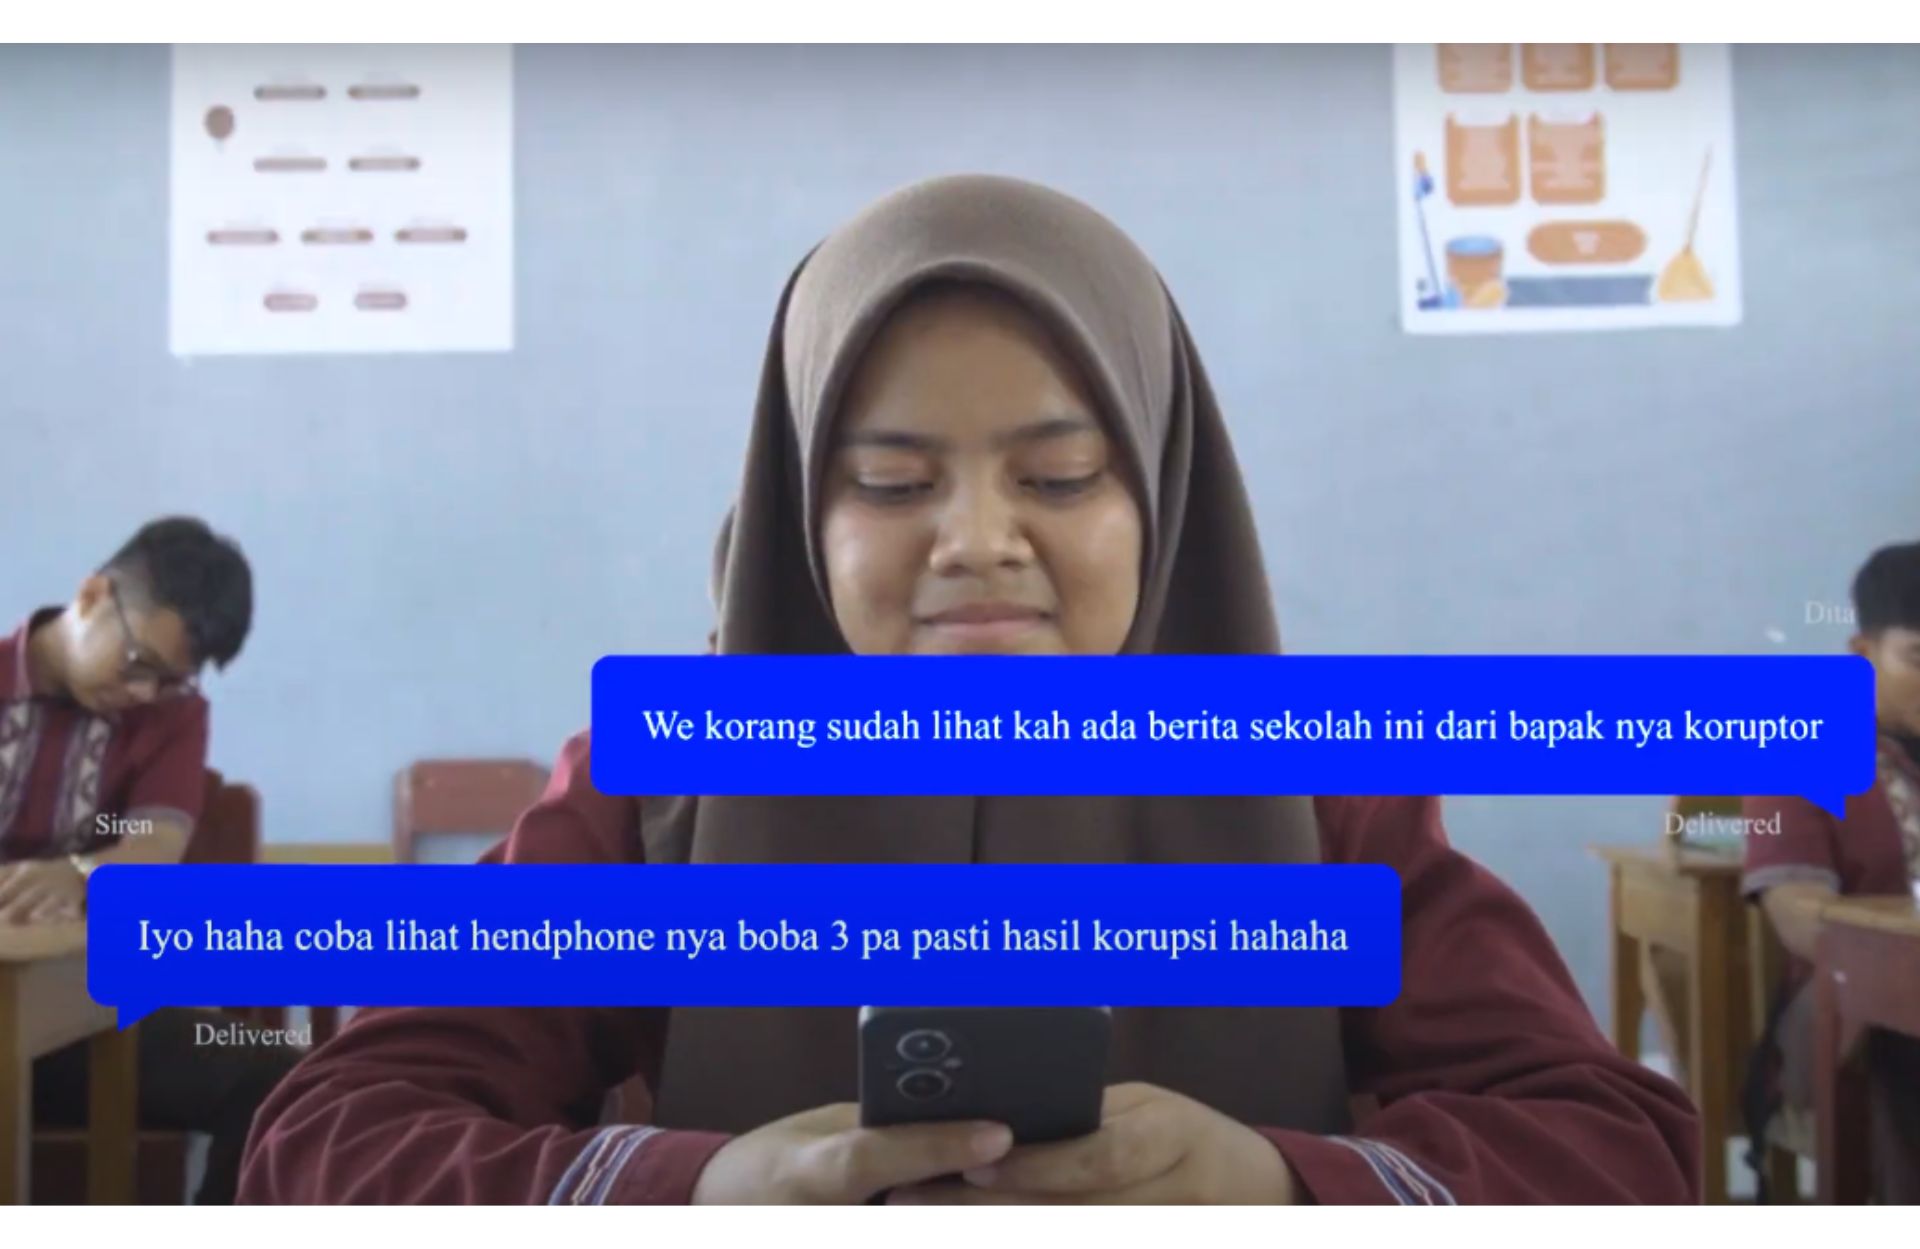 Dita
We korang sudah lihat kah ada berita sekolah ini dari bapak nya koruptor
Delivered
Siren
Iyo haha coba lihat hendphone nya boba 3 pa pasti hasil korupsi hahaha
Delivered